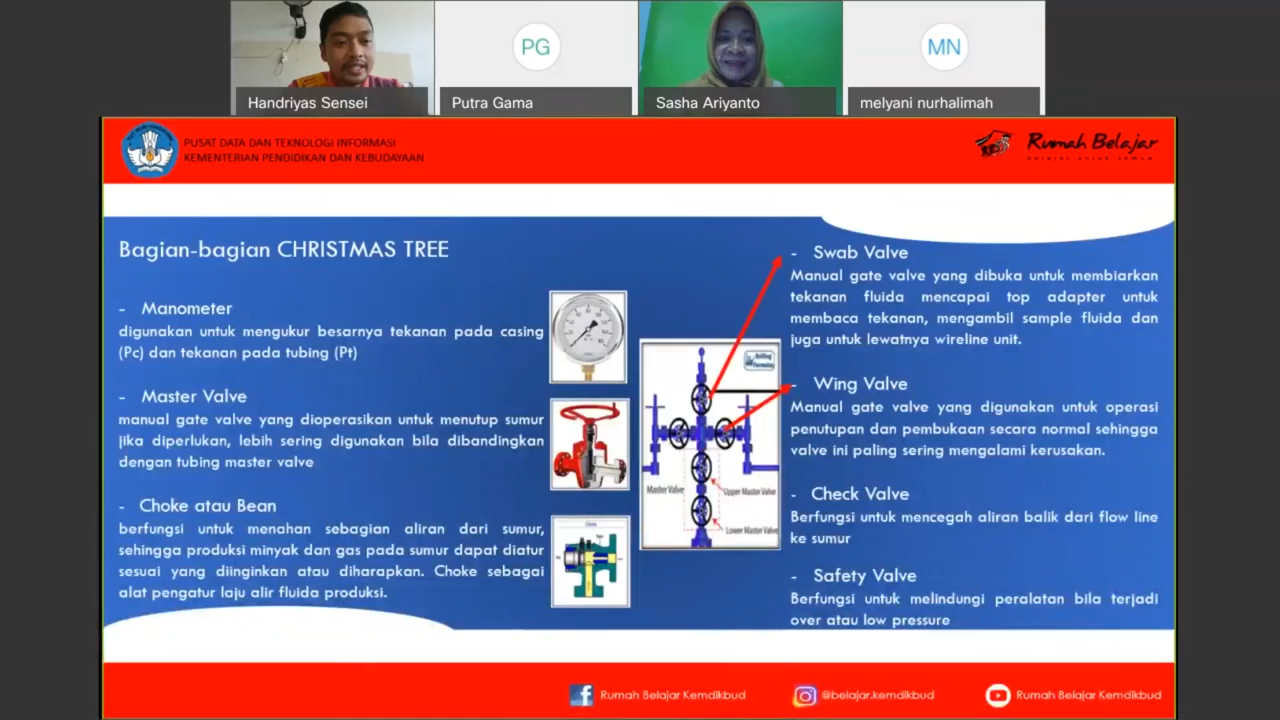 PG
MN
Handriyas Sensei
Putra Gama
Sasha Ariyanto
melyani nurhalimah
PUSAT DATA DAN TEKNOLOGI INFORMASI
KEMENTERIAN PENDIDIKAN DAN KEBUDAYAAN
Rumah Belajar
belajar untuk semua
Bagian-bagian CHRISTMAS TREE
- Manometer
digunakan untuk mengukur besarnya tekanan pada casing
(Pc) dan tekanan pada tubing (Pt)
- Master Valve
manual gate valve yang dioperasikan untuk menutup sumur
jika diperlukan, lebih sering digunakan bila dibandingkan
dengan tubing master valve
- Choke atau Bean
berfungsi untuk menahan sebagian aliran dari sumur,
sehingga produksi minyak dan gas pada sumur dapat diatur
sesuai yang diinginkan atau diharapkan. Choke sebagai
alat pengatur laju alir fluida produksi.
Drilling
Formulas
Master Valve
Upper Master Valve
Lower Master Valve
- Swab Valve
Manual gate valve yang dibuka untuk membiarkan
tekanan fluida mencapai top adapter untuk
membaca tekanan, mengambil sample fluida dan
juga untuk lewatnya wireline unit.
- Wing Valve
Manual gate valve yang digunakan untuk operasi
penutupan dan pembukaan secara normal sehingga
valve ini paling sering mengalami kerusakan.
- Check Valve
Berfungsi untuk mencegah aliran balik dari flow line
ke sumur
- Safety Valve
Berfungsi untuk melindungi peralatan bila terjadi
over atau low pressure
Rumah Belajar Kemdikbud
@belajar.kemdikbud
Rumah Belajar Kemdikbud